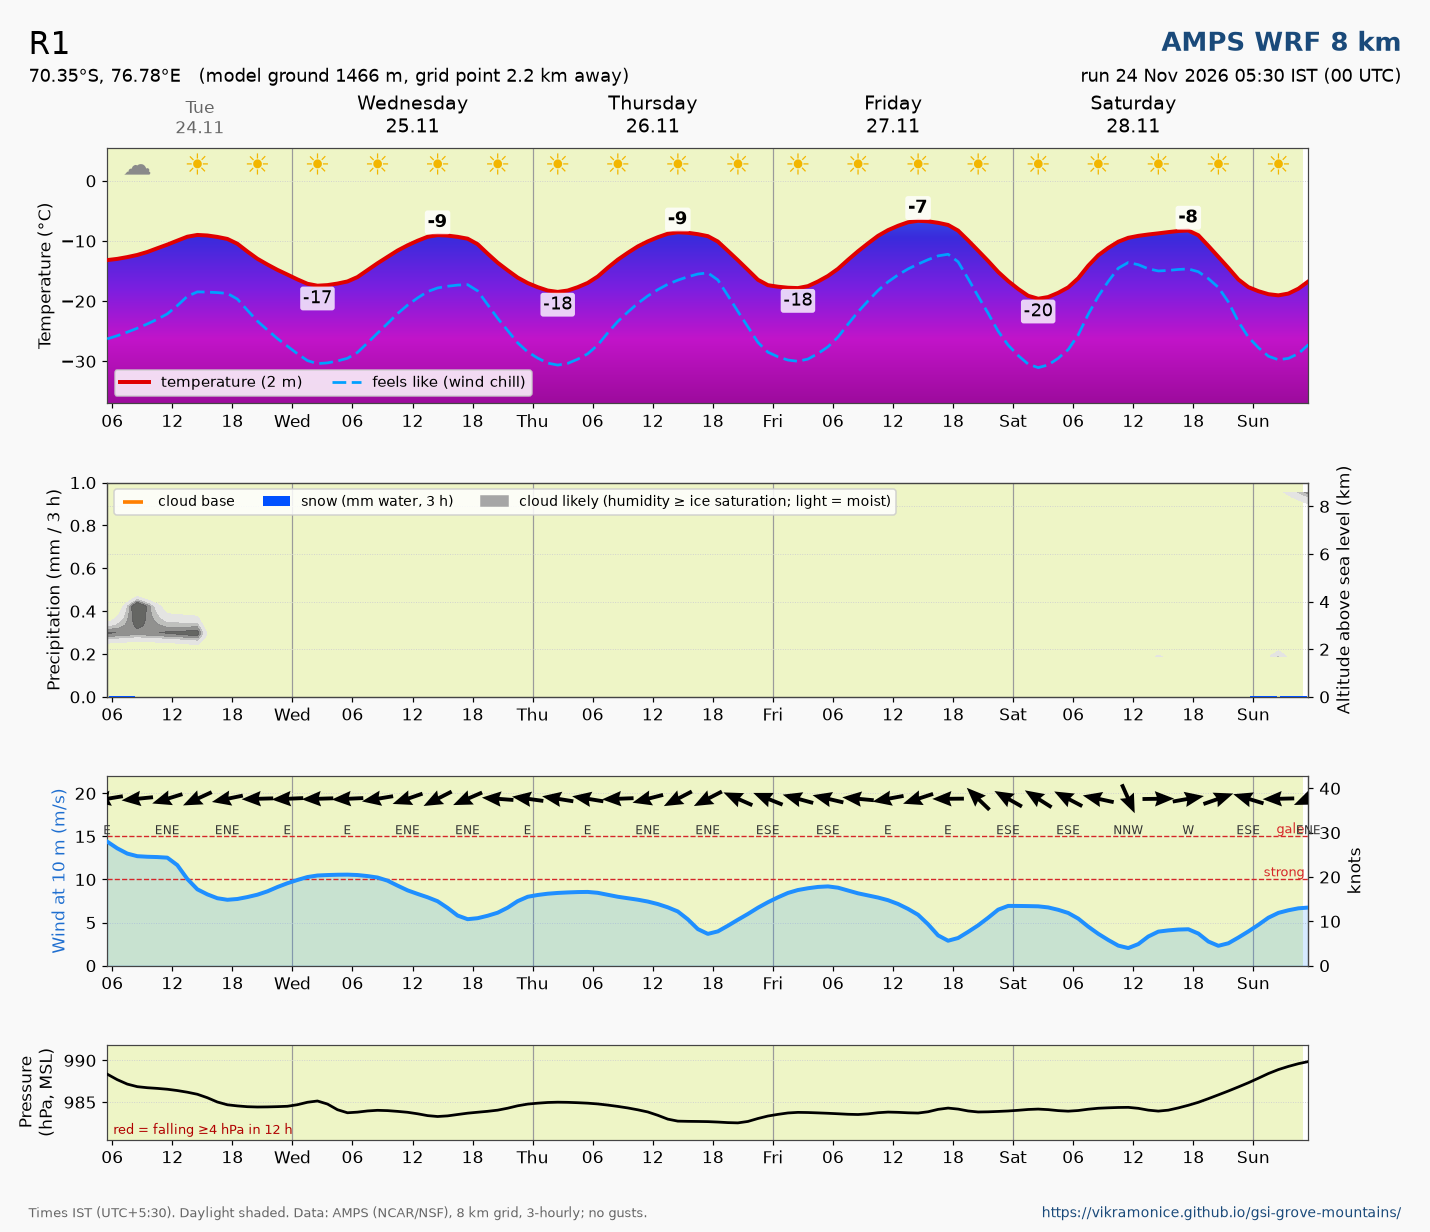 R1
AMPS WRF 8 km
70.35°S, 76.78°E (model ground 1466 m, grid point 2.2 km away)
run 24 Nov 2026 05:30 IST (00 UTC)
Tue
24.11
Wednesday
25.11
Thursday
26.11
Friday
27.11
Saturday
28.11
Temperature (°C)
0
−10
−20
−30
-9
-9
-7
-8
-17
-18
-18
-20
temperature (2 m)
feels like (wind chill)
06 12 18 Wed 06 12 18 Thu 06 12 18 Fri 06 12 18 Sat 06 12 18 Sun
Precipitation (mm / 3 h)
1.0
0.8
0.6
0.4
0.2
0.0
cloud base
snow (mm water, 3 h)
cloud likely (humidity ≥ ice saturation; light = moist)
8
6
4
2
0
Altitude above sea level (km)
06 12 18 Wed 06 12 18 Thu 06 12 18 Fri 06 12 18 Sat 06 12 18 Sun
Wind at 10 m (m/s)
20
15
10
5
0
E ENE ENE E E ENE ENE E E ENE ENE ESE ESE E E ESE ESE NNW W ESE ENE
gale
strong
40
30
20
10
0
knots
06 12 18 Wed 06 12 18 Thu 06 12 18 Fri 06 12 18 Sat 06 12 18 Sun
Pressure
(hPa, MSL)
990
985
red = falling ≥4 hPa in 12 h
06 12 18 Wed 06 12 18 Thu 06 12 18 Fri 06 12 18 Sat 06 12 18 Sun
Times IST (UTC+5:30). Daylight shaded. Data: AMPS (NCAR/NSF), 8 km grid, 3-hourly; no gusts.
https://vikramonice.github.io/gsi-grove-mountains/